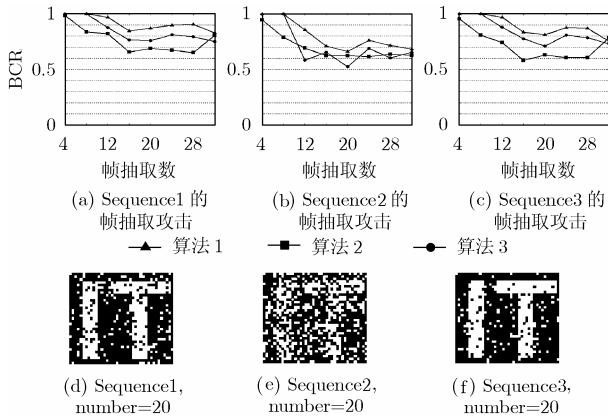 BCR
1
0.5
0
4 12 20 28
帧抽取数
(a) Sequence1 的
帧抽取攻击
1
0.5
0
4 12 20 28
帧抽取数
(b) Sequence2 的
帧抽取攻击
1
0.5
0
4 12 20 28
帧抽取数
(c) Sequence3 的
帧抽取攻击
算法 1 算法 2 算法 3
(d) Sequence1,
number=20
(e) Sequence2,
number=20
(f) Sequence3,
number=20